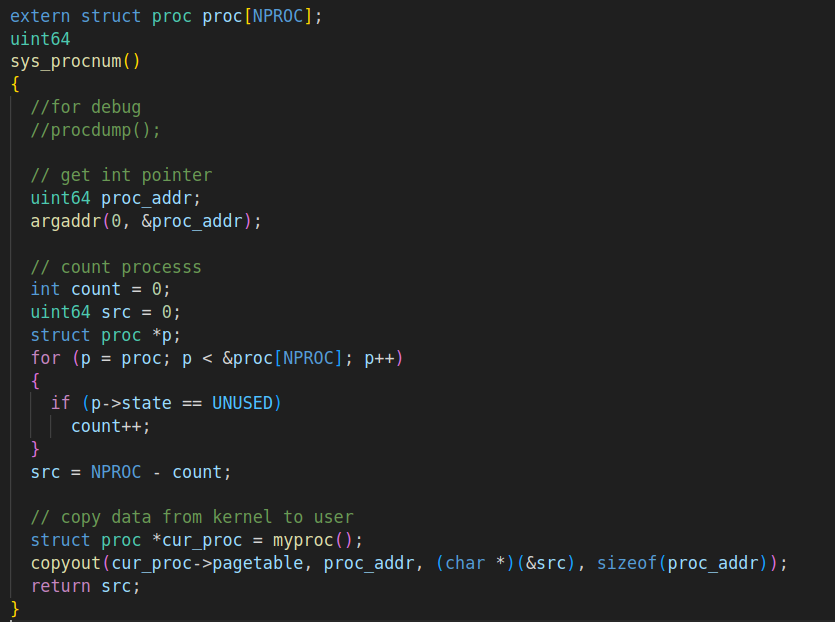 extern struct proc proc[NPROC];
uint64
sys_procnum()
{
  //for debug
  //procdump();

  // get int pointer
  uint64 proc_addr;
  argaddr(0, &proc_addr);

  // count processs
  int count = 0;
  uint64 src = 0;
  struct proc *p;
  for (p = proc; p < &proc[NPROC]; p++)
  {
    if (p->state == UNUSED)
      count++;
  }
  src = NPROC - count;

  // copy data from kernel to user
  struct proc *cur_proc = myproc();
  copyout(cur_proc->pagetable, proc_addr, (char *)(&src), sizeof(proc_addr));
  return src;
}